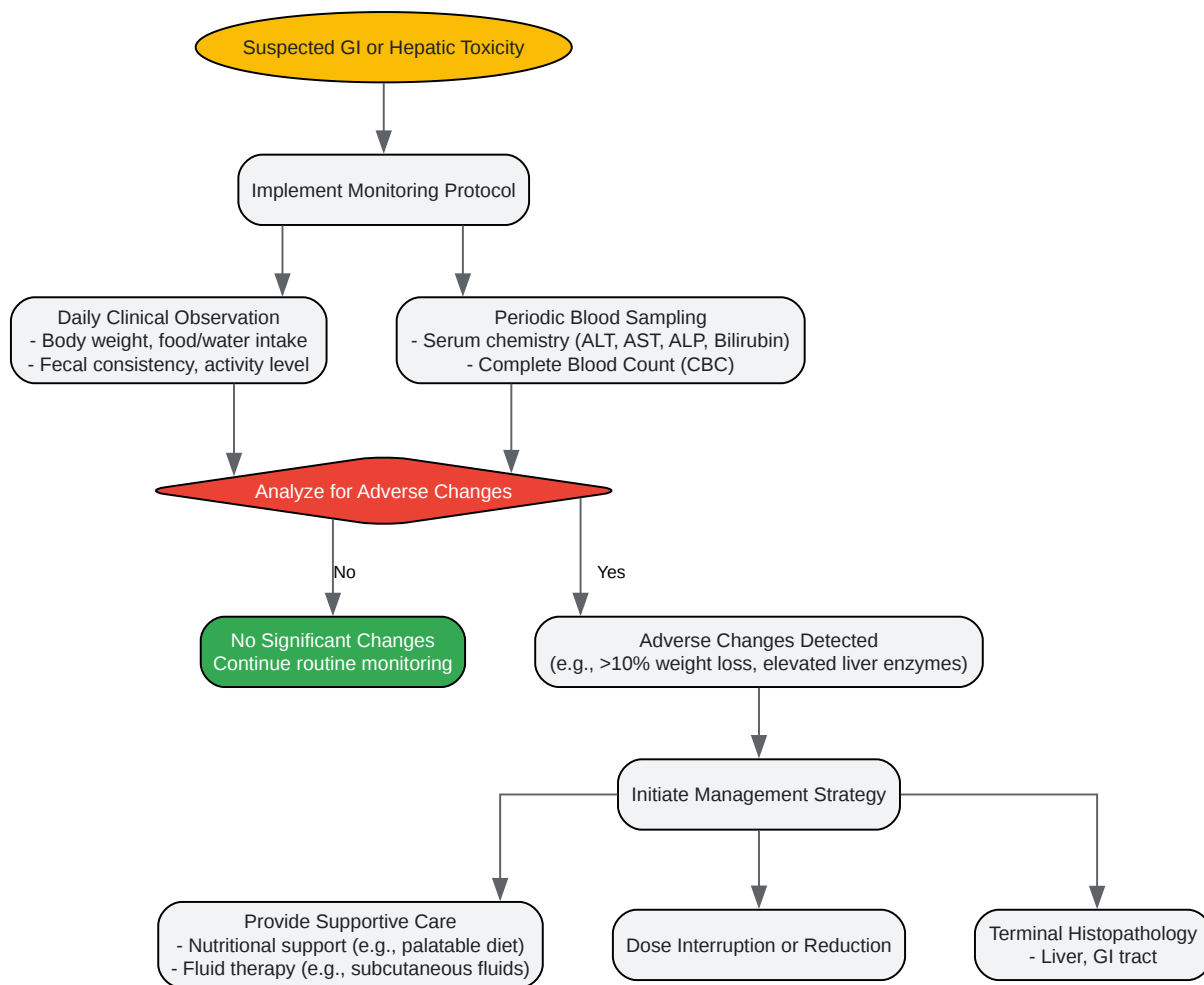 Suspected GI or Hepatic Toxicity
Implement Monitoring Protocol
Daily Clinical Observation
- Body weight, food/water intake
- Fecal consistency, activity level
Periodic Blood Sampling
- Serum chemistry (ALT, AST, ALP, Bilirubin)
- Complete Blood Count (CBC)
Analyze for Adverse Changes
No
Yes
No Significant Changes
Continue routine monitoring
Adverse Changes Detected
(e.g., >10% weight loss, elevated liver enzymes)
Initiate Management Strategy
Provide Supportive Care
- Nutritional support (e.g., palatable diet)
- Fluid therapy (e.g., subcutaneous fluids)
Dose Interruption or Reduction
Terminal Histopathology
- Liver, GI tract